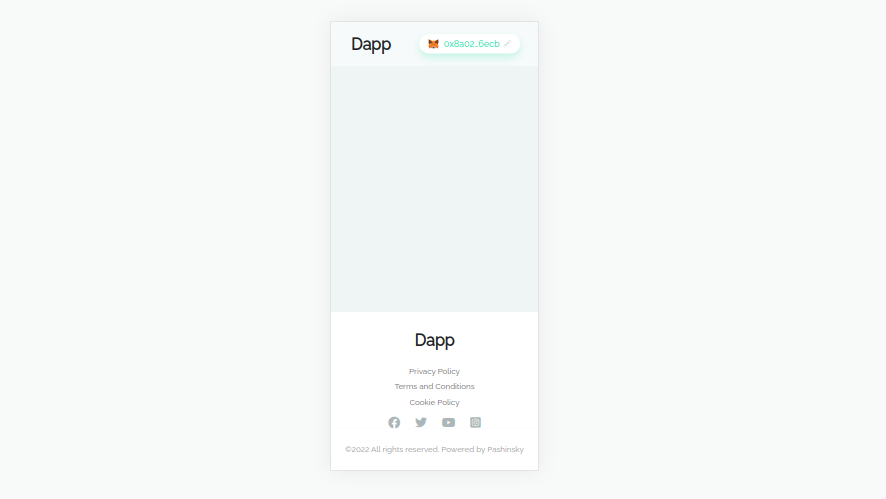 Dapp
0x8a02...6ecb
Dapp
Privacy Policy
Terms and Conditions
Cookie Policy
©2022 All rights reserved. Powered by Pashinsky